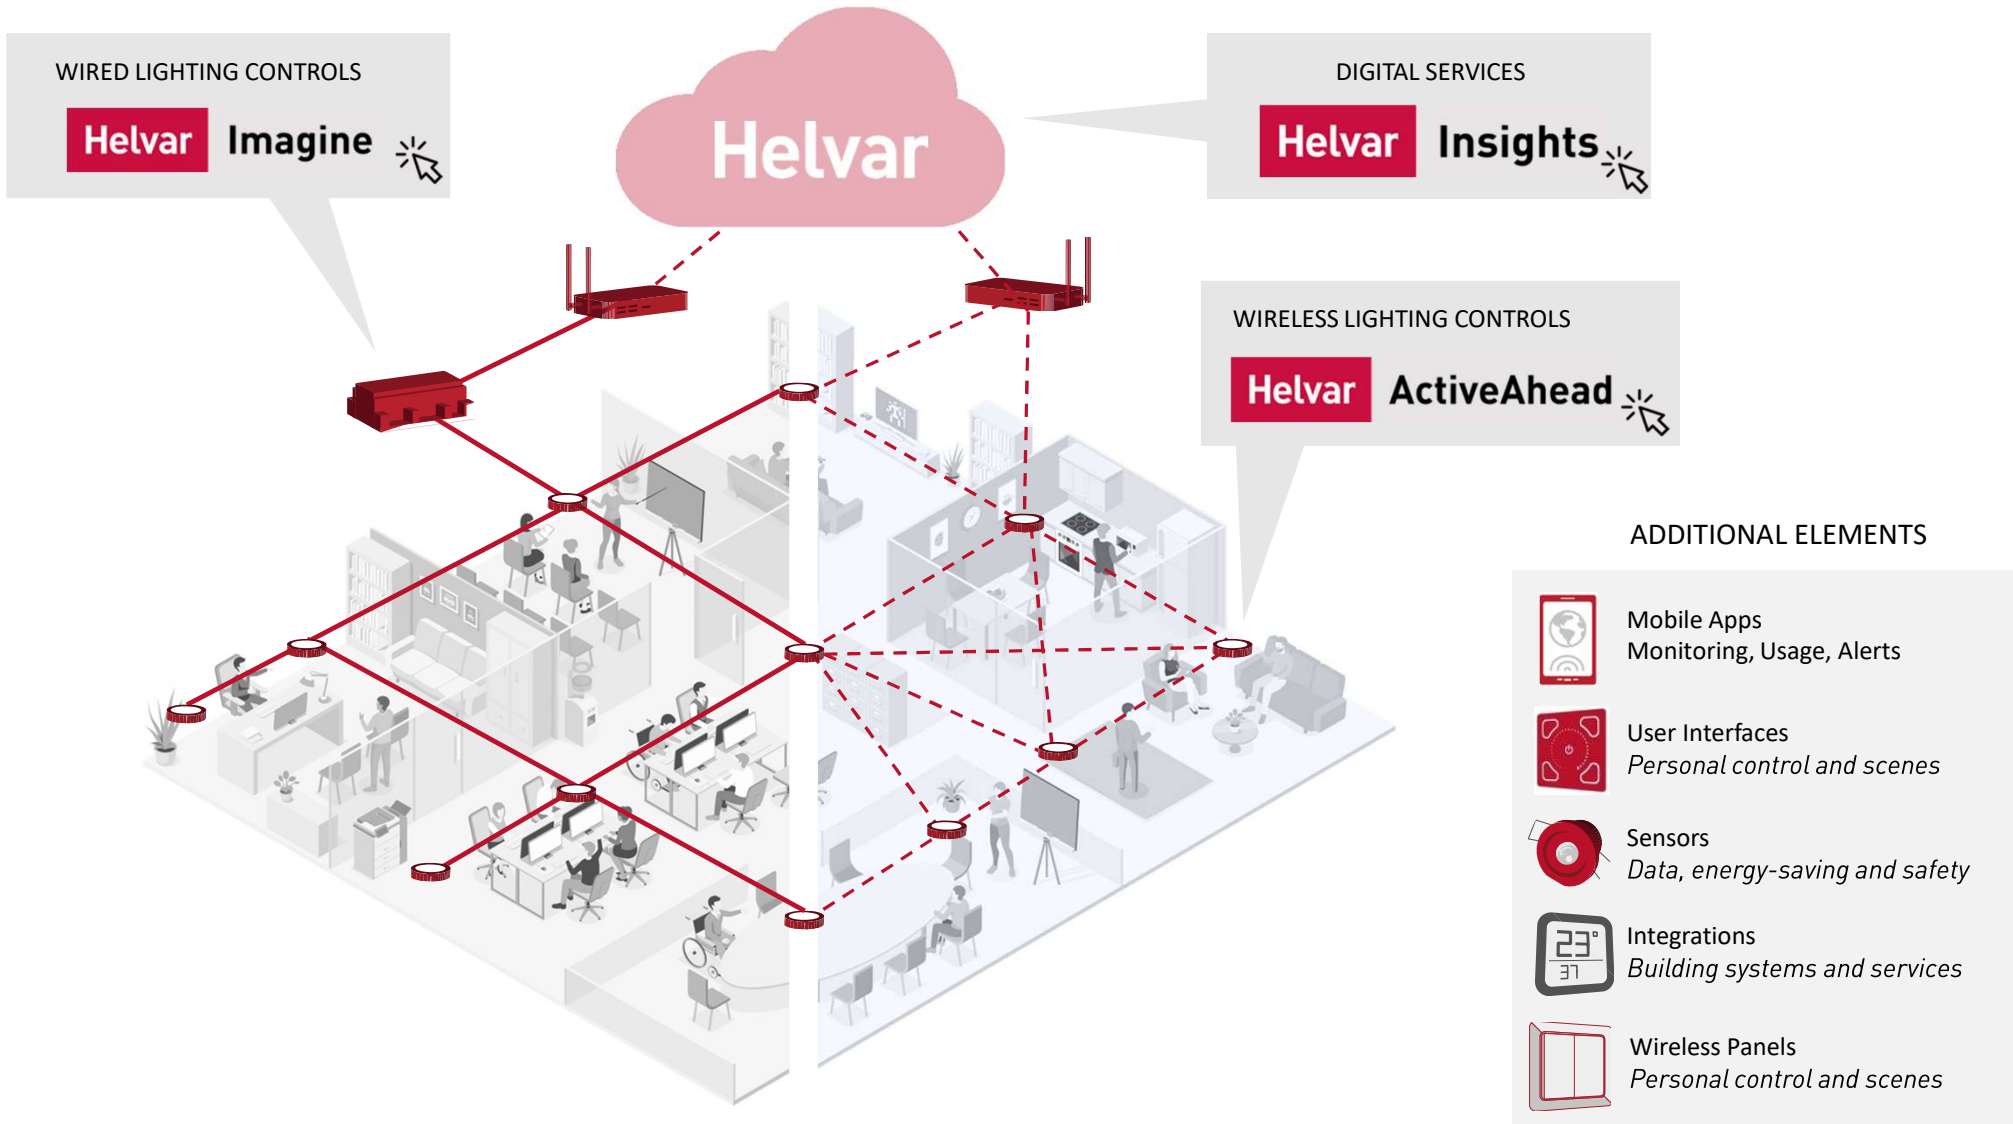 WIRED LIGHTING CONTROLS
Helvar Imagine
Helvar
DIGITAL SERVICES
Helvar Insights
WIRELESS LIGHTING CONTROLS
Helvar ActiveAhead
ADDITIONAL ELEMENTS
Mobile Apps
Monitoring, Usage, Alerts
User Interfaces
Personal control and scenes
Sensors
Data, energy-saving and safety
23°
37
Integrations
Building systems and services
Wireless Panels
Personal control and scenes